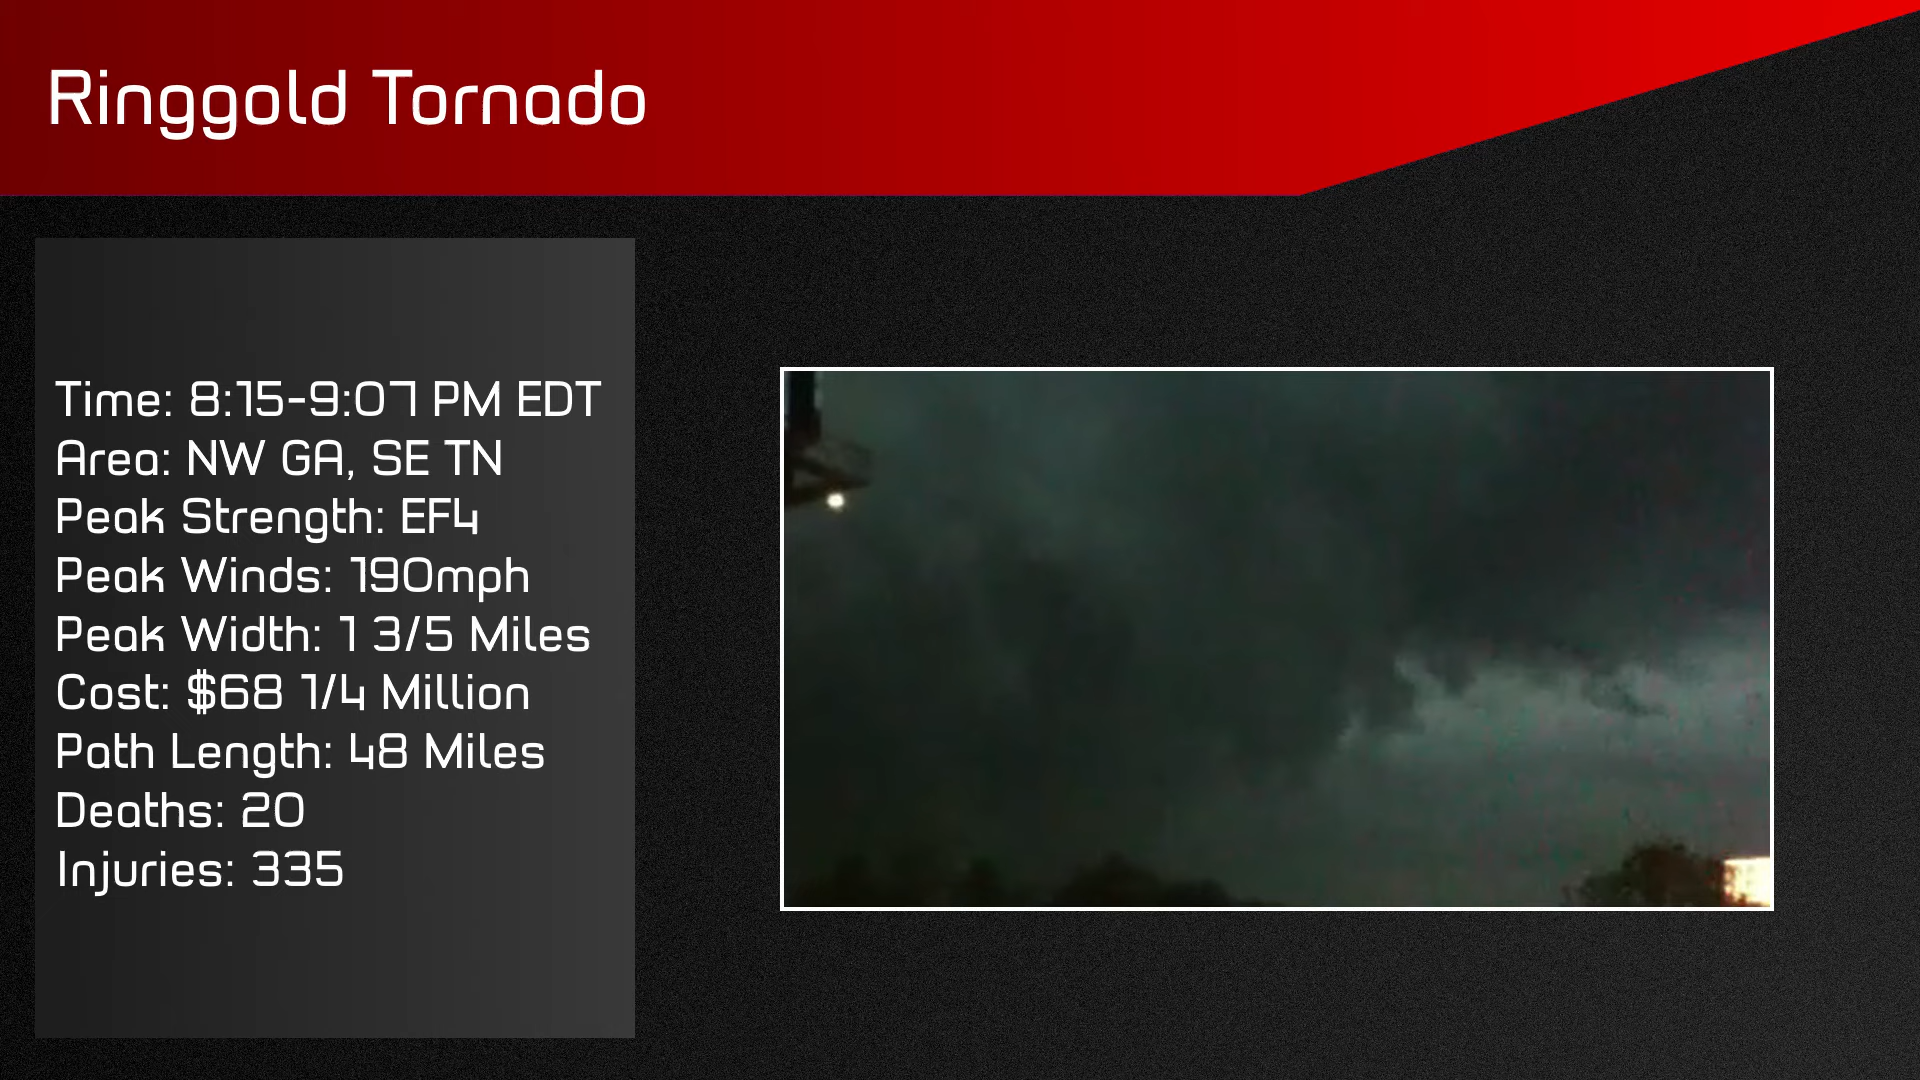 Ringgold Tornado
Time: 8:15-9:07 PM EDT
Area: NW GA, SE TN
Peak Strength: EF4
Peak Winds: 190mph
Peak Width: 1 3/5 Miles
Cost: $68 1/4 Million
Path Length: 48 Miles
Deaths: 20
Injuries: 335